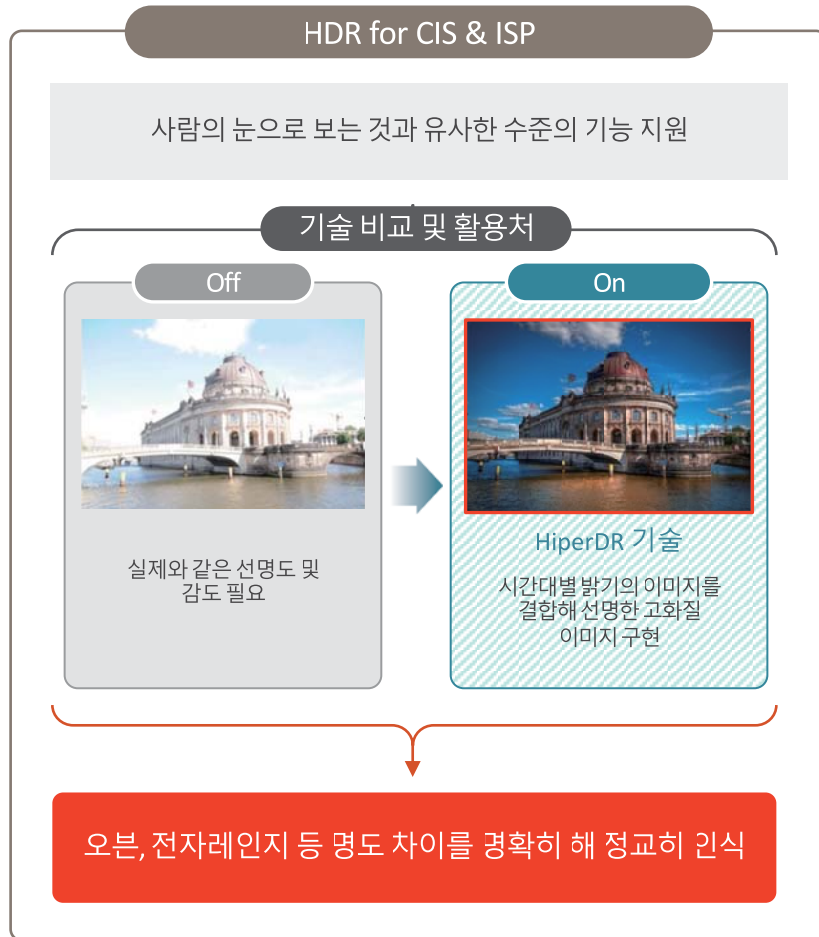 HDR for CIS & ISP
사람의 눈으로 보는 것과 유사한 수준의 기능 지원
기술 비교 및 활용처
Off
On
실제와 같은 선명도 및
감도 필요
HiperDR 기술
시간대별 밝기의 이미지를
결합해 선명한 고화질
이미지 구현
오븐, 전자레인지 등 명도 차이를 명확히 해 정교히 인식